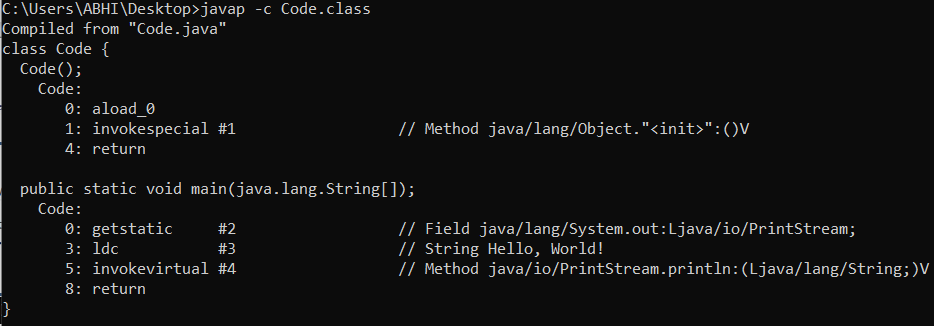 C:\Users\ABHI\Desktop>javap -c Code.class
Compiled from "Code.java"
class Code {
  Code();
    Code:
       0: aload_0
       1: invokespecial #1                  // Method java/lang/Object."<init>":()V
       4: return

  public static void main(java.lang.String[]);
    Code:
       0: getstatic     #2                  // Field java/lang/System.out:Ljava/io/PrintStream;
       3: ldc           #3                  // String Hello, World!
       5: invokevirtual #4                  // Method java/io/PrintStream.println:(Ljava/lang/String;)V
       8: return
}